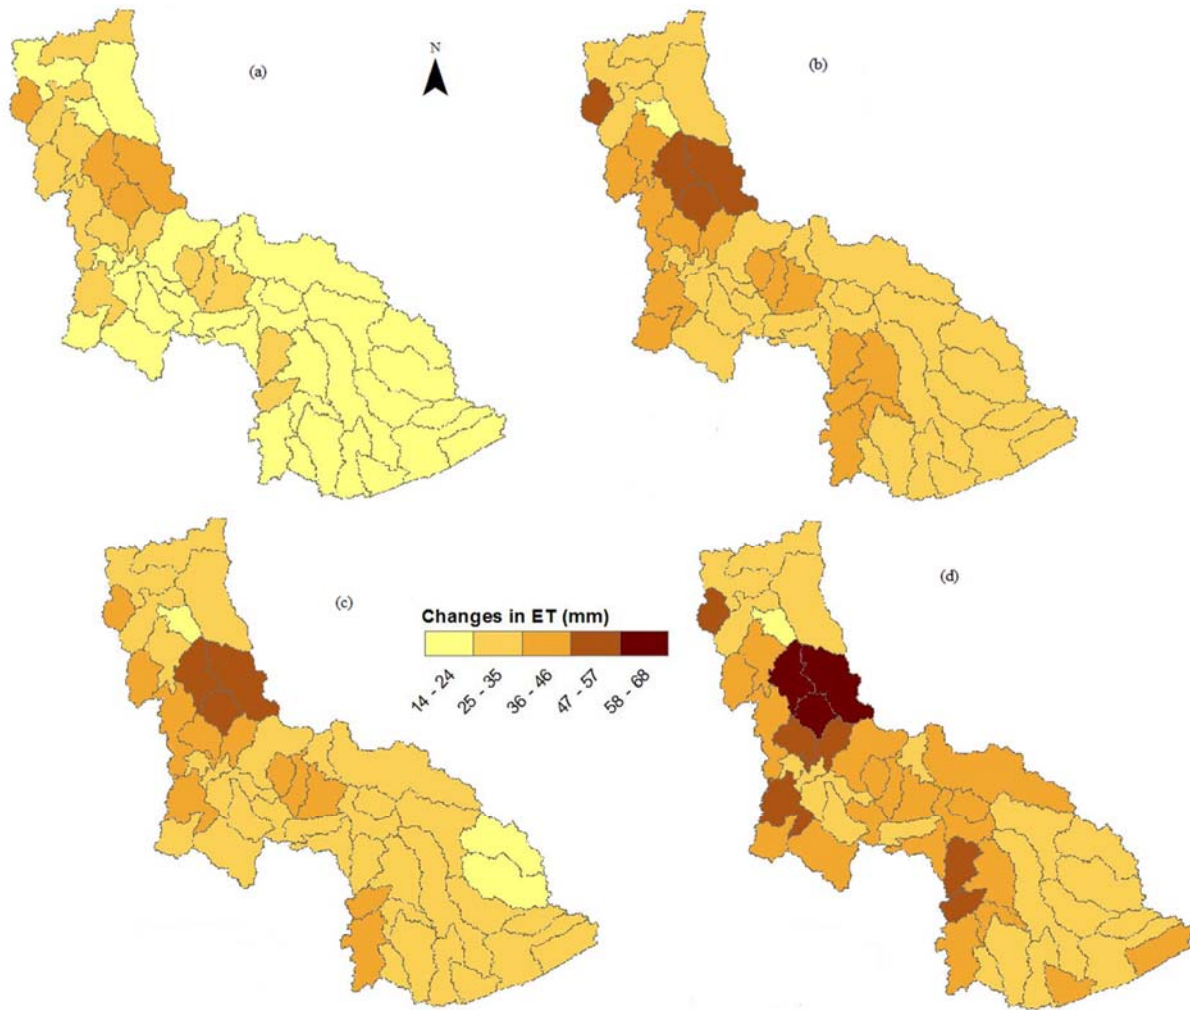 N
(a)
(b)
(c)
(d)
Changes in ET (mm)
14 - 24
25 - 35
36 - 46
47 - 57
58 - 68